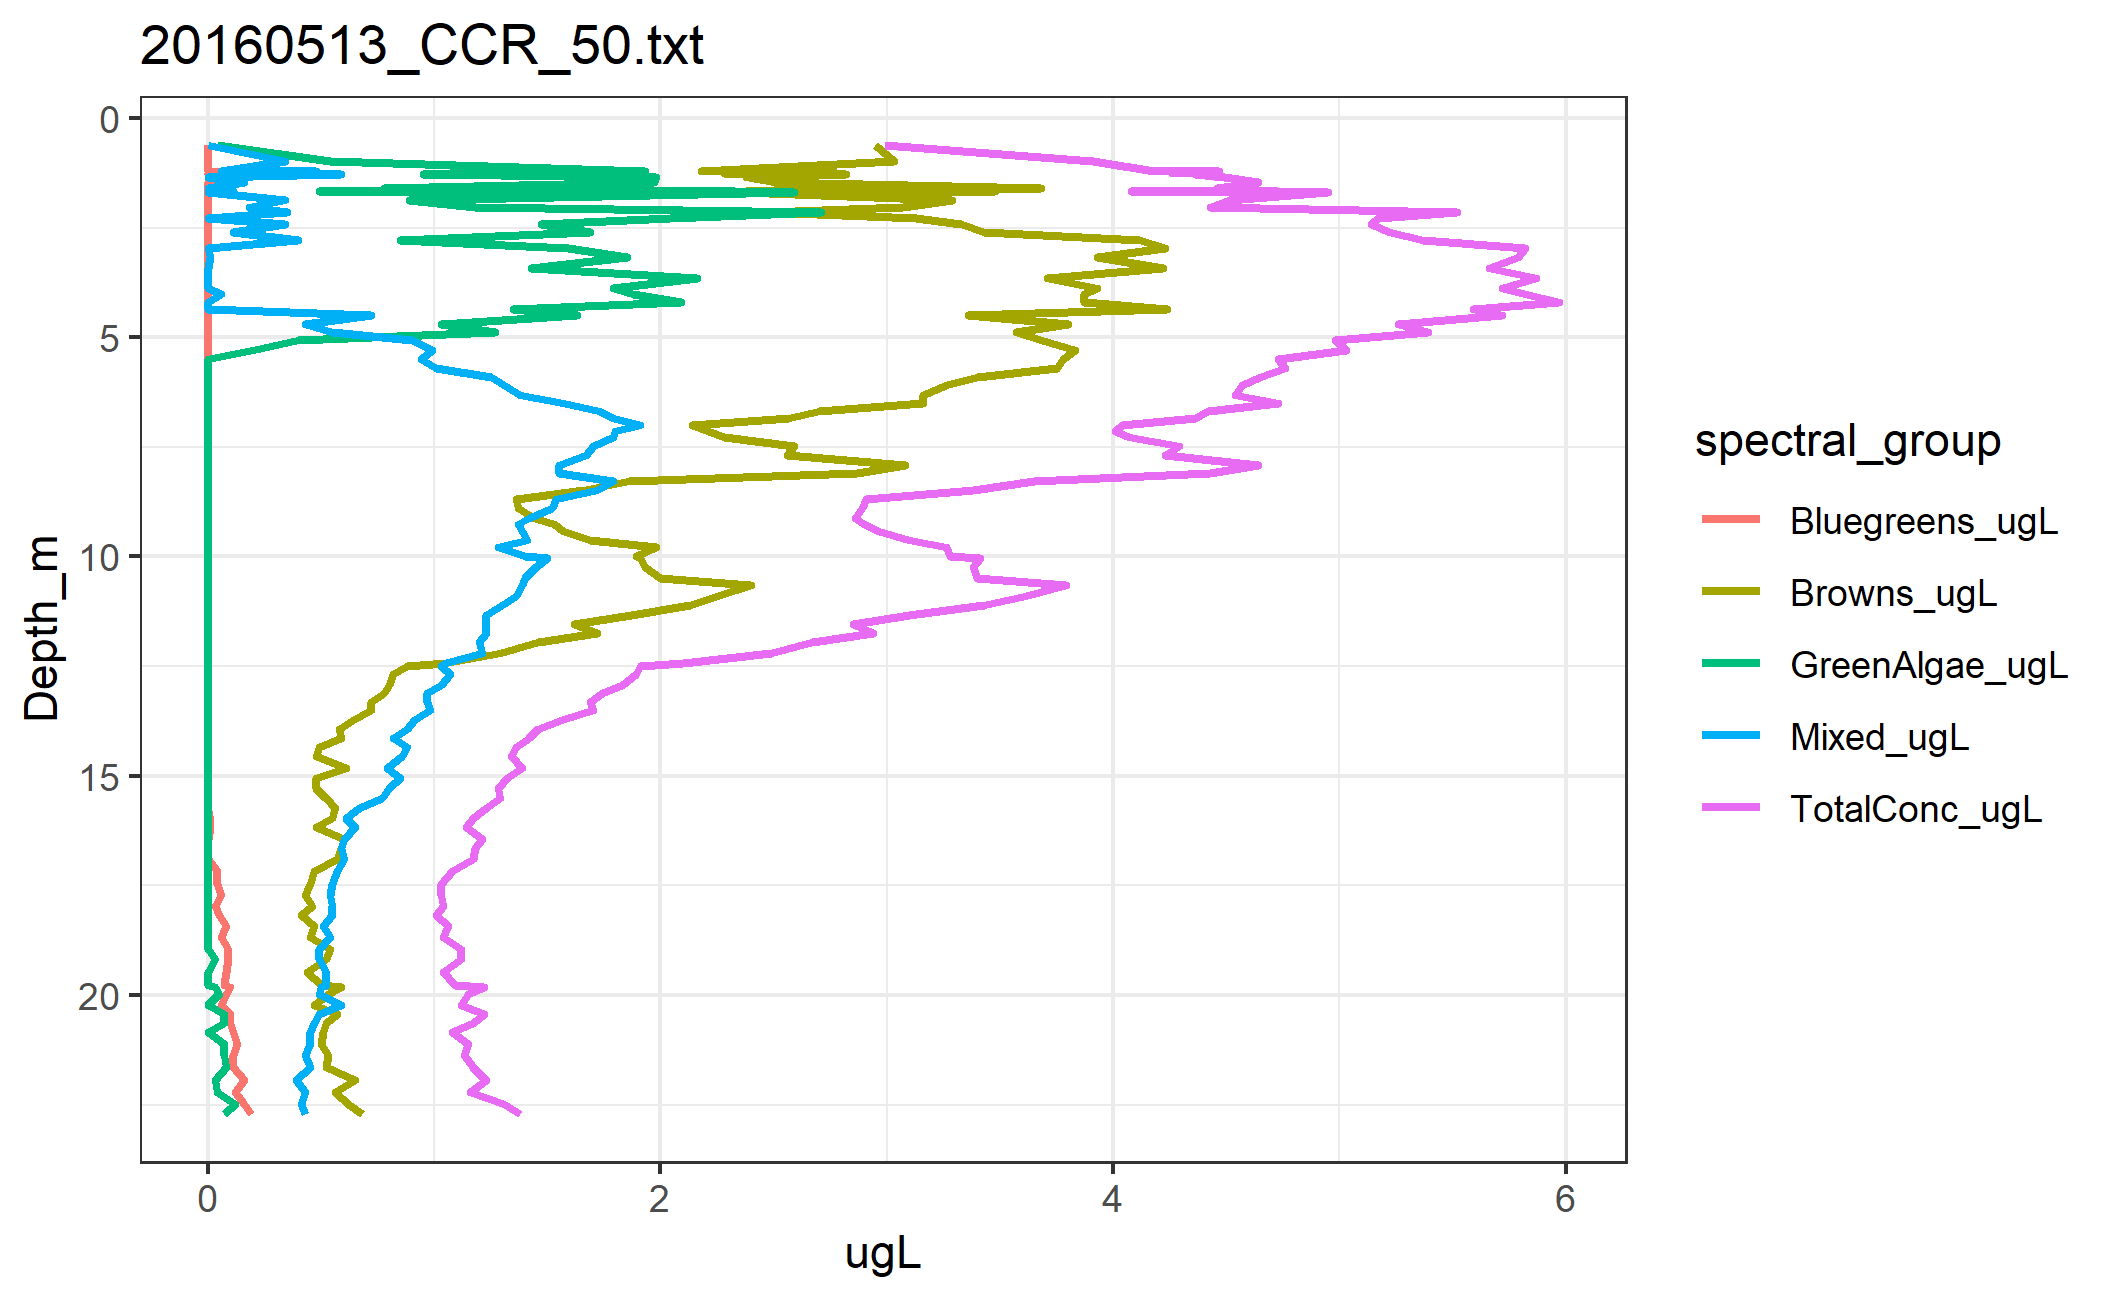 20160513_CCR_50.txt
0
5
10
15
20
Depth_m
0 2 4 6
ugL
spectral_group
Bluegreens_ugL
Browns_ugL
GreenAlgae_ugL
Mixed_ugL
TotalConc_ugL